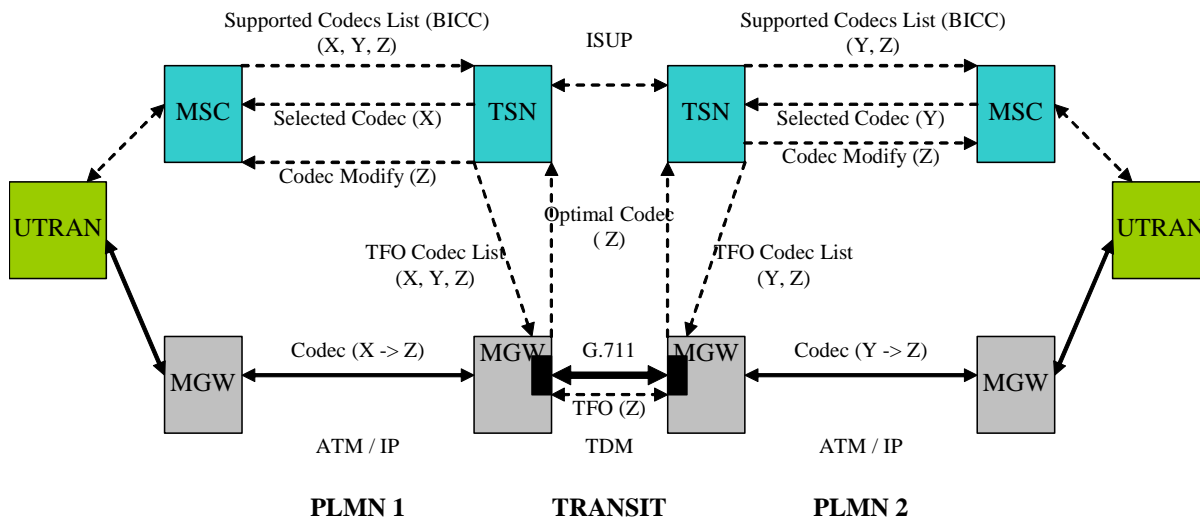 Supported Codecs List (BICC)
(X, Y, Z)
ISUP
Supported Codecs List (BICC)
(Y, Z)
MSC
TSN
TSN
MSC
Selected Codec (X)
Selected Codec (Y)
Codec Modify (Z)
Codec Modify (Z)
UTRAN
Optimal Codec
( Z)
UTRAN
TFO Codec List
(X, Y, Z)
TFO Codec List
(Y, Z)
MGW
Codec (X -> Z)
MGW
G.711
MGW
Codec (Y -> Z)
MGW
TFO (Z)
ATM / IP
TDM
ATM / IP
PLMN 1
TRANSIT
PLMN 2